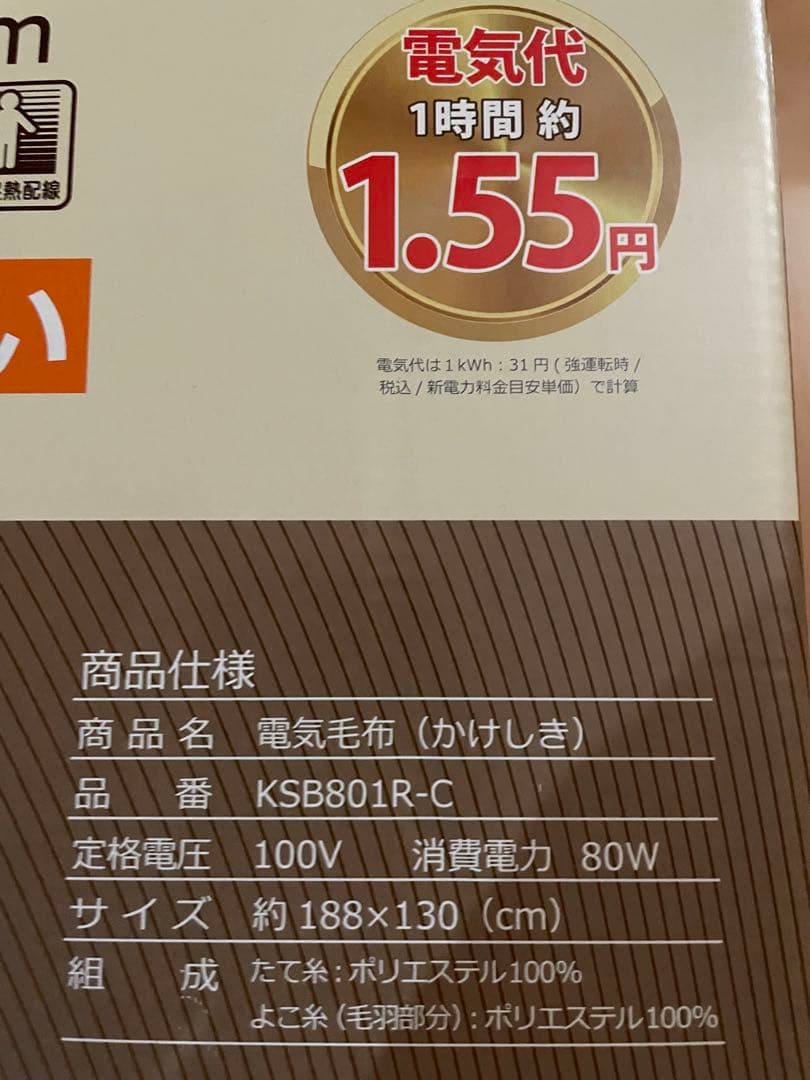 m
熱配線
い
電気代
1時間 約
1.55円
電気代は1kWh：31円 ( 強運転時 /
税込 / 新電力料金目安単価）で計算
商品仕様
商品名 電気毛布（かけしき）
品番 KSB801R-C
定格電圧 100V 消費電力 80W
サイズ 約188×130（cm）
組成 たて糸：ポリエステル100%
よこ糸（毛羽部分）：ポリエステル100%